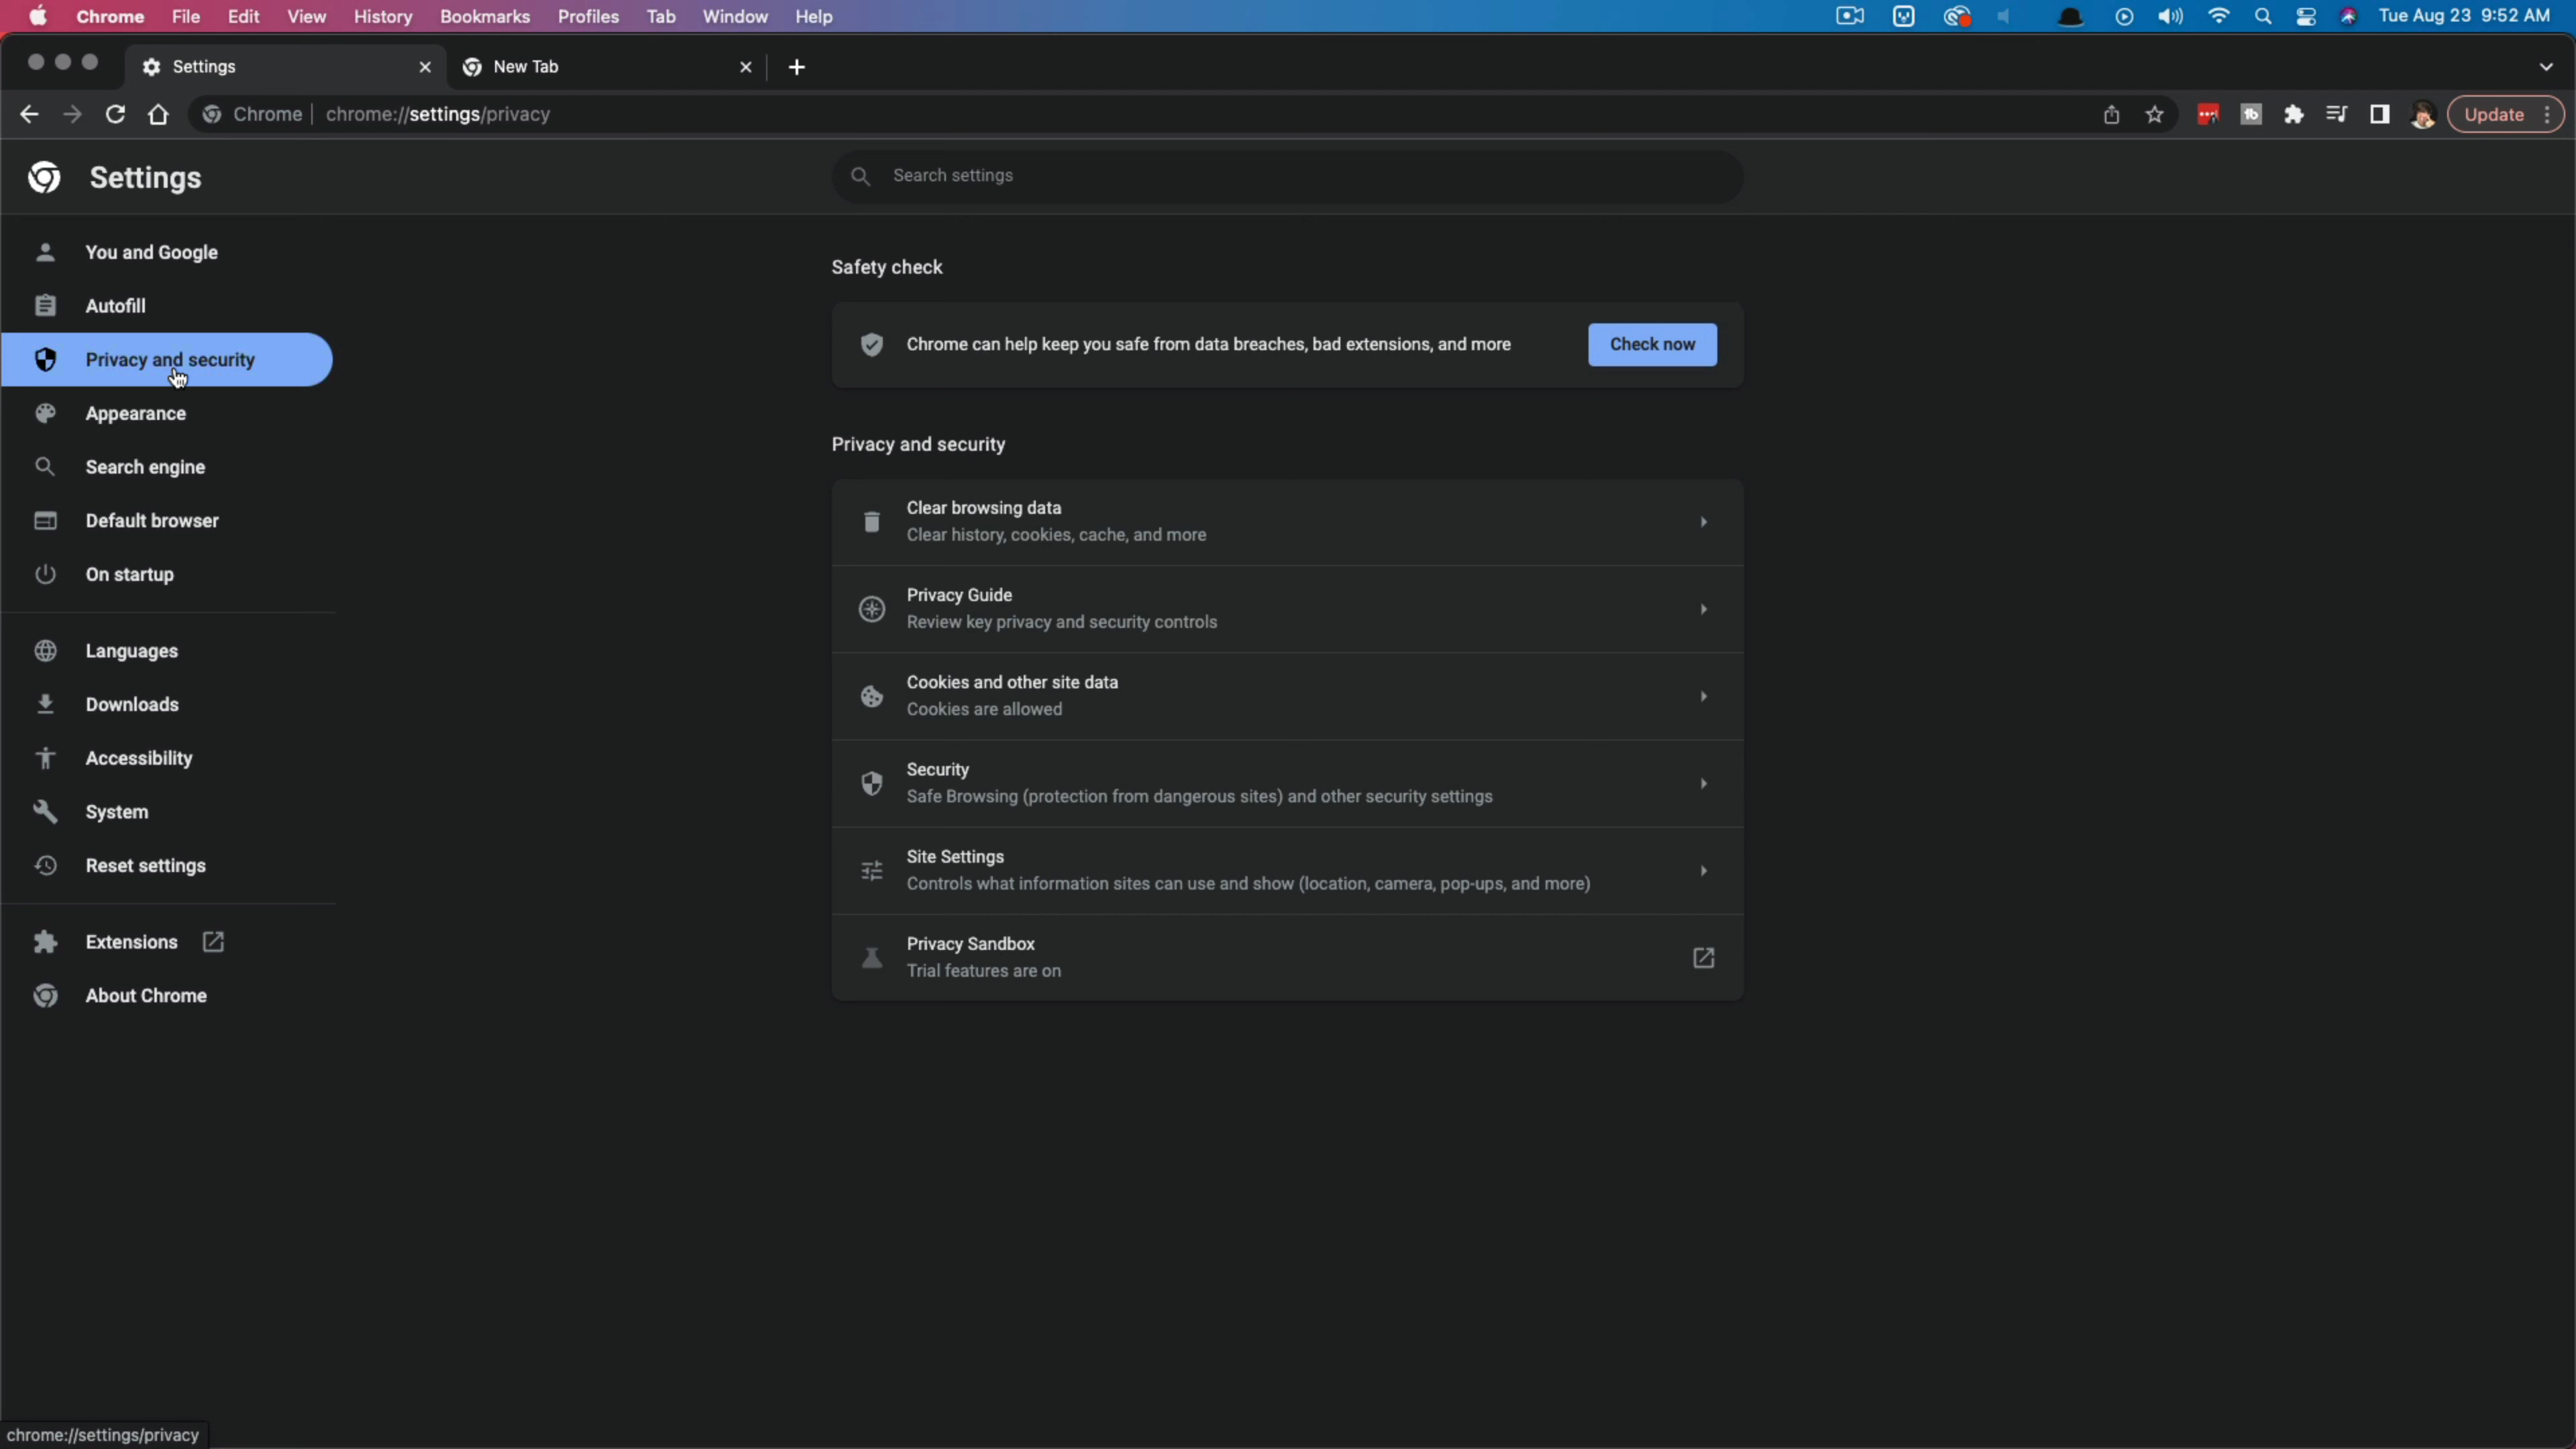 Chrome File Edit View History Bookmarks Profiles Tab Window Help Tue Aug 23 9:52 AM
Settings New Tab
Chrome chrome://settings/privacy Update
Settings
Search settings
You and Google
Autofill
Privacy and security
Appearance
Search engine
Default browser
On startup
Languages
Downloads
Accessibility
System
Reset settings
Extensions
About Chrome
Safety check
Chrome can help keep you safe from data breaches, bad extensions, and more Check now
Privacy and security
Clear browsing data
Clear history, cookies, cache, and more
Privacy Guide
Review key privacy and security controls
Cookies and other site data
Cookies are allowed
Security
Safe Browsing (protection from dangerous sites) and other security settings
Site Settings
Controls what information sites can use and show (location, camera, pop-ups, and more)
Privacy Sandbox
Trial features are on
chrome://settings/privacy